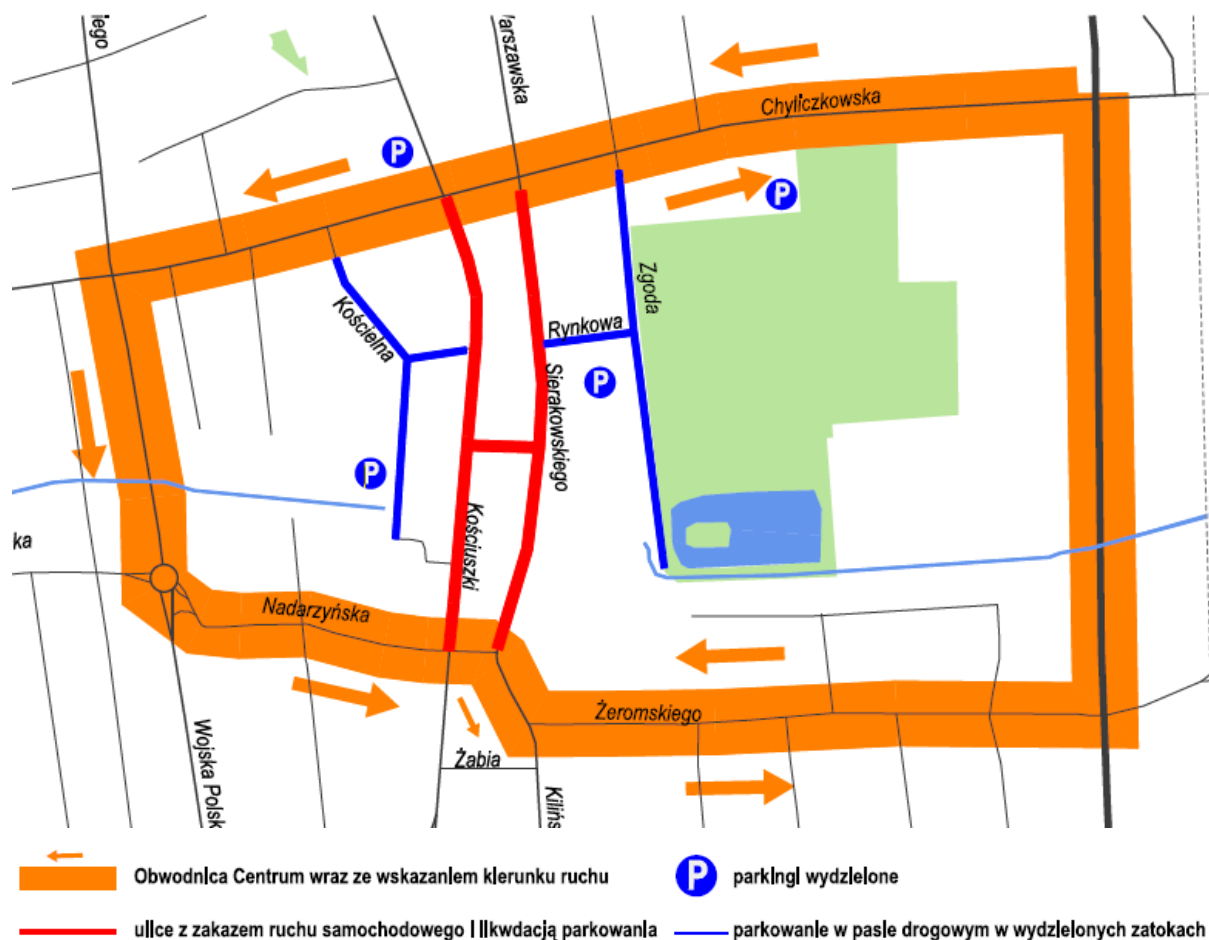 iego
arszawska
Chyliczkowska
P
P
Zgoda
Kościelna
Rynkowa
Sierakowskiego
P
P
Kościuszki
ka
Nadarzyńska
Żeromskiego
Wojska Polsk
Żabia
Kilińs
Obwodnica Centrum wraz ze wskazaniem kierunku ruchu
P parkingi wydzielone
ulice z zakazem ruchu samochodowego i likwdacją parkowania
parkowanie w pasie drogowym w wydzielonych zatokach